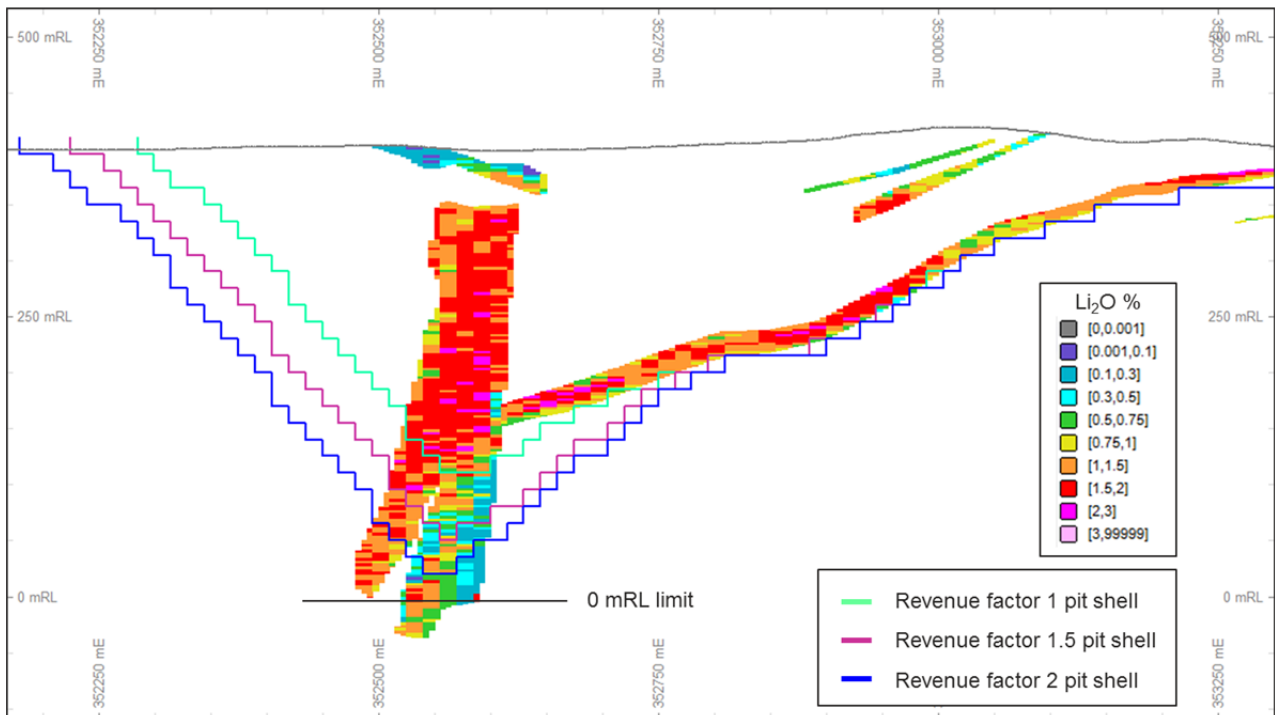 352250 mE
352500 mE
352750 mE
353000 mE
353250 mE
500 mRL
500 mRL
250 mRL
250 mRL
Li₂O %
[0,0.001]
[0.001,0.1]
[0.1,0.3]
[0.3,0.5]
[0.5,0.75]
[0.75,1]
[1,1.5]
[1.5,2]
[2,3]
[3,99999]
0 mRL
0 mRL limit
0 mRL
Revenue factor 1 pit shell
Revenue factor 1.5 pit shell
Revenue factor 2 pit shell
352250 mE
352500 mE
352750 mE
353250 mE